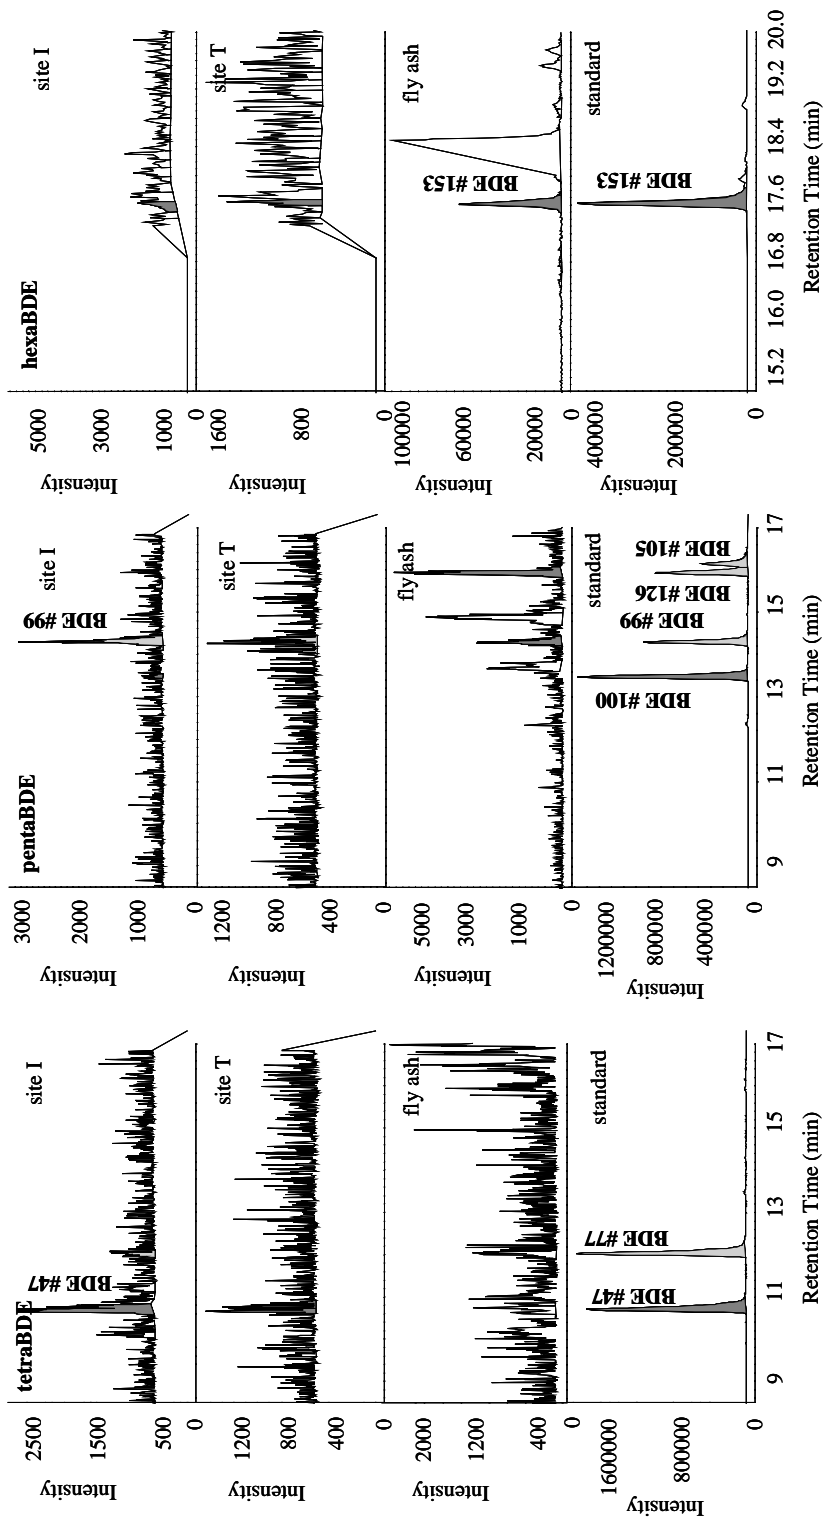 tetraBDE
2500
1500
500
0
Intensity
BDE #47
site I
1200
800
400
0
Intensity
site T
2000
1200
400
0
Intensity
fly ash
1600000
800000
0
Intensity
BDE #47
BDE #77
standard
9
11
13
15
17
Retention Time (min)
pentaBDE
3000
2000
1000
0
Intensity
BDE #99
site I
1200
800
400
0
Intensity
site T
5000
3000
1000
0
Intensity
fly ash
1200000
800000
400000
0
Intensity
BDE #100
BDE #99
BDE #126
BDE #105
standard
9
11
13
15
17
Retention Time (min)
hexaBDE
5000
3000
1000
0
Intensity
site I
1600
800
0
Intensity
site T
100000
60000
20000
0
Intensity
BDE #153
fly ash
400000
200000
0
Intensity
BDE #153
standard
15.2
16.0
16.8
17.6
18.4
19.2
20.0
Retention Time (min)